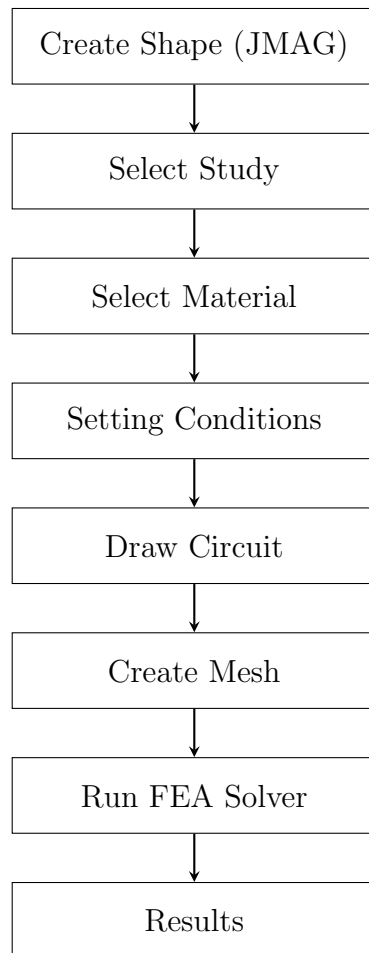 Create Shape (JMAG)
Select Study
Select Material
Setting Conditions
Draw Circuit
Create Mesh
Run FEA Solver
Results